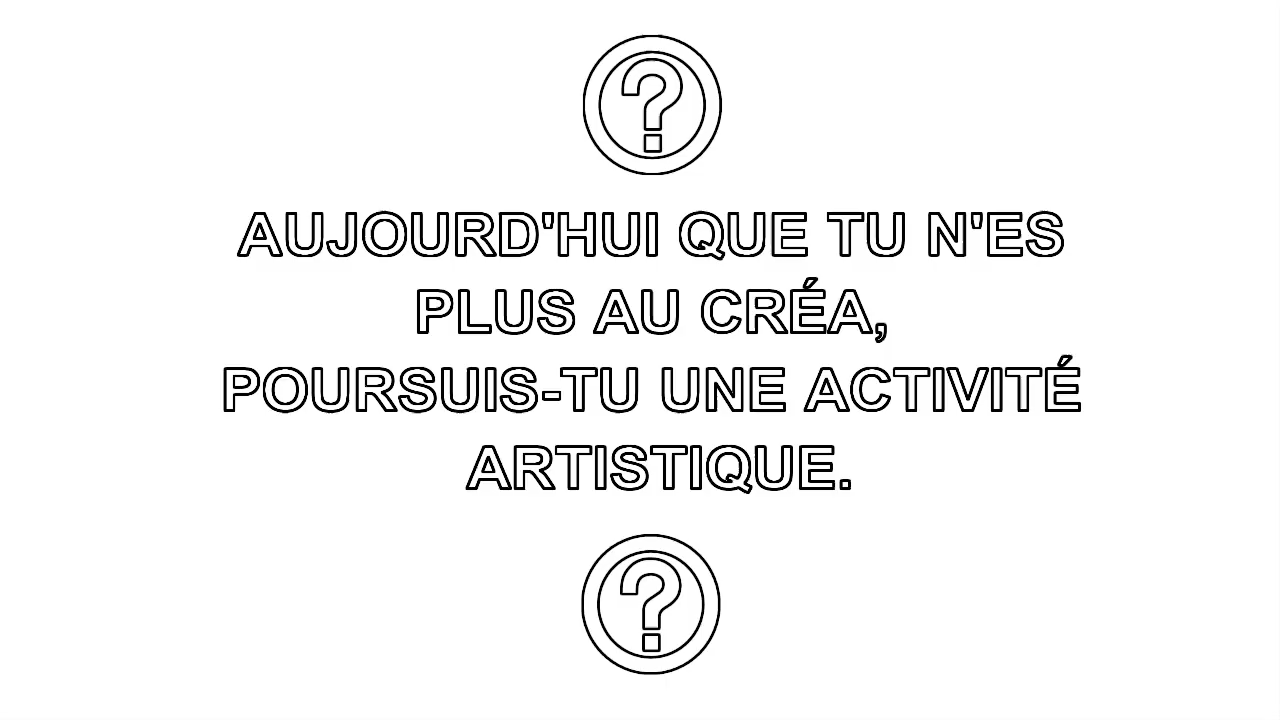 ?
AUJOURD'HUI QUE TU N'ES
PLUS AU CRÉA,
POURSUIS-TU UNE ACTIVITÉ
ARTISTIQUE.
?